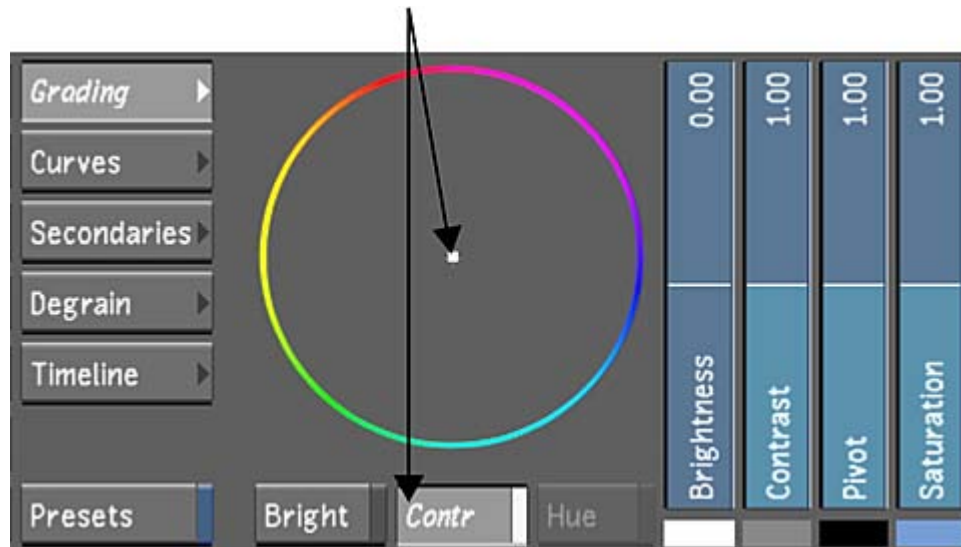 Grading
Curves
Secondaries
Degrain
Timeline
Presets
Bright
Contr
Hue
Brightness 0.00
Contrast 1.00
Pivot 1.00
Saturation 1.00